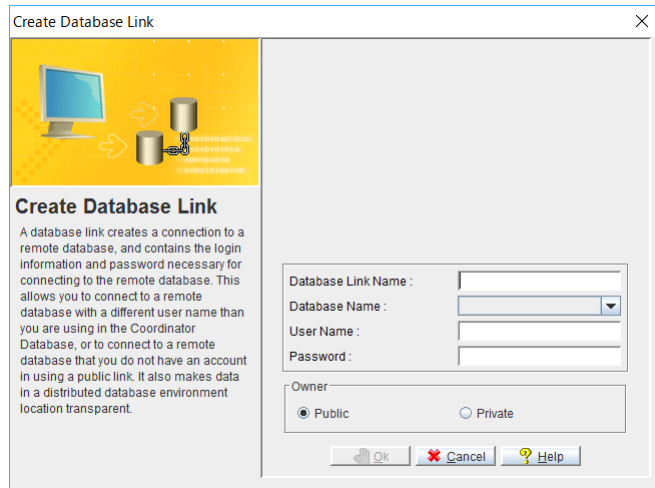 Create Database Link
Create Database Link
A database link creates a connection to a
remote database, and contains the login
information and password necessary for
connecting to the remote database. This
allows you to connect to a remote
database with a different user name than
you are using in the Coordinator
Database, or to connect to a remote
database that you do not have an account
in using a public link. It also makes data
in a distributed database environment
location transparent.
Database Link Name :
Database Name :
User Name :
Password :
Owner
Public Private
Ok Cancel Help